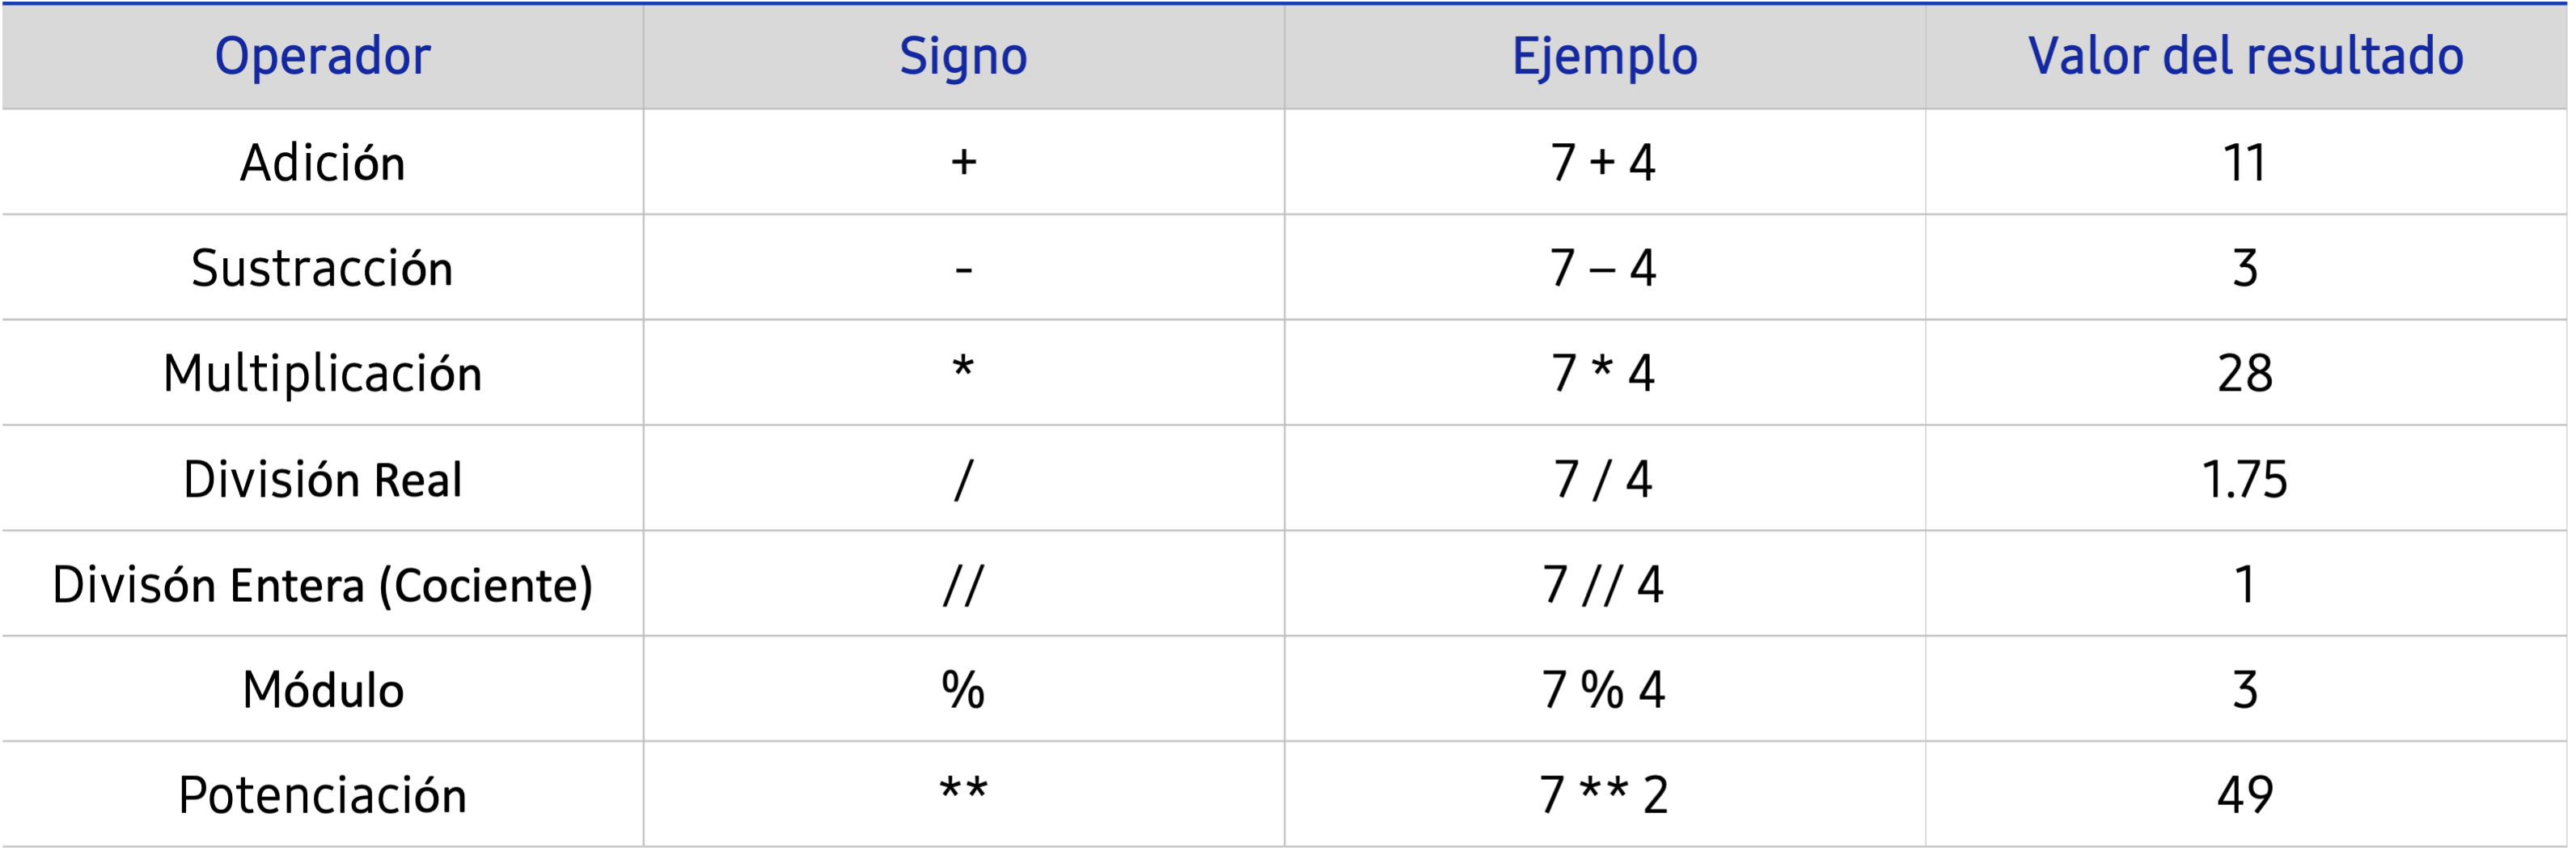 Operador Signo Ejemplo Valor del resultado
Adición + 7 + 4 11
Sustracción - 7 – 4 3
Multiplicación * 7 * 4 28
División Real / 7 / 4 1.75
Divisón Entera (Cociente) // 7 // 4 1
Módulo % 7 % 4 3
Potenciación ** 7 ** 2 49